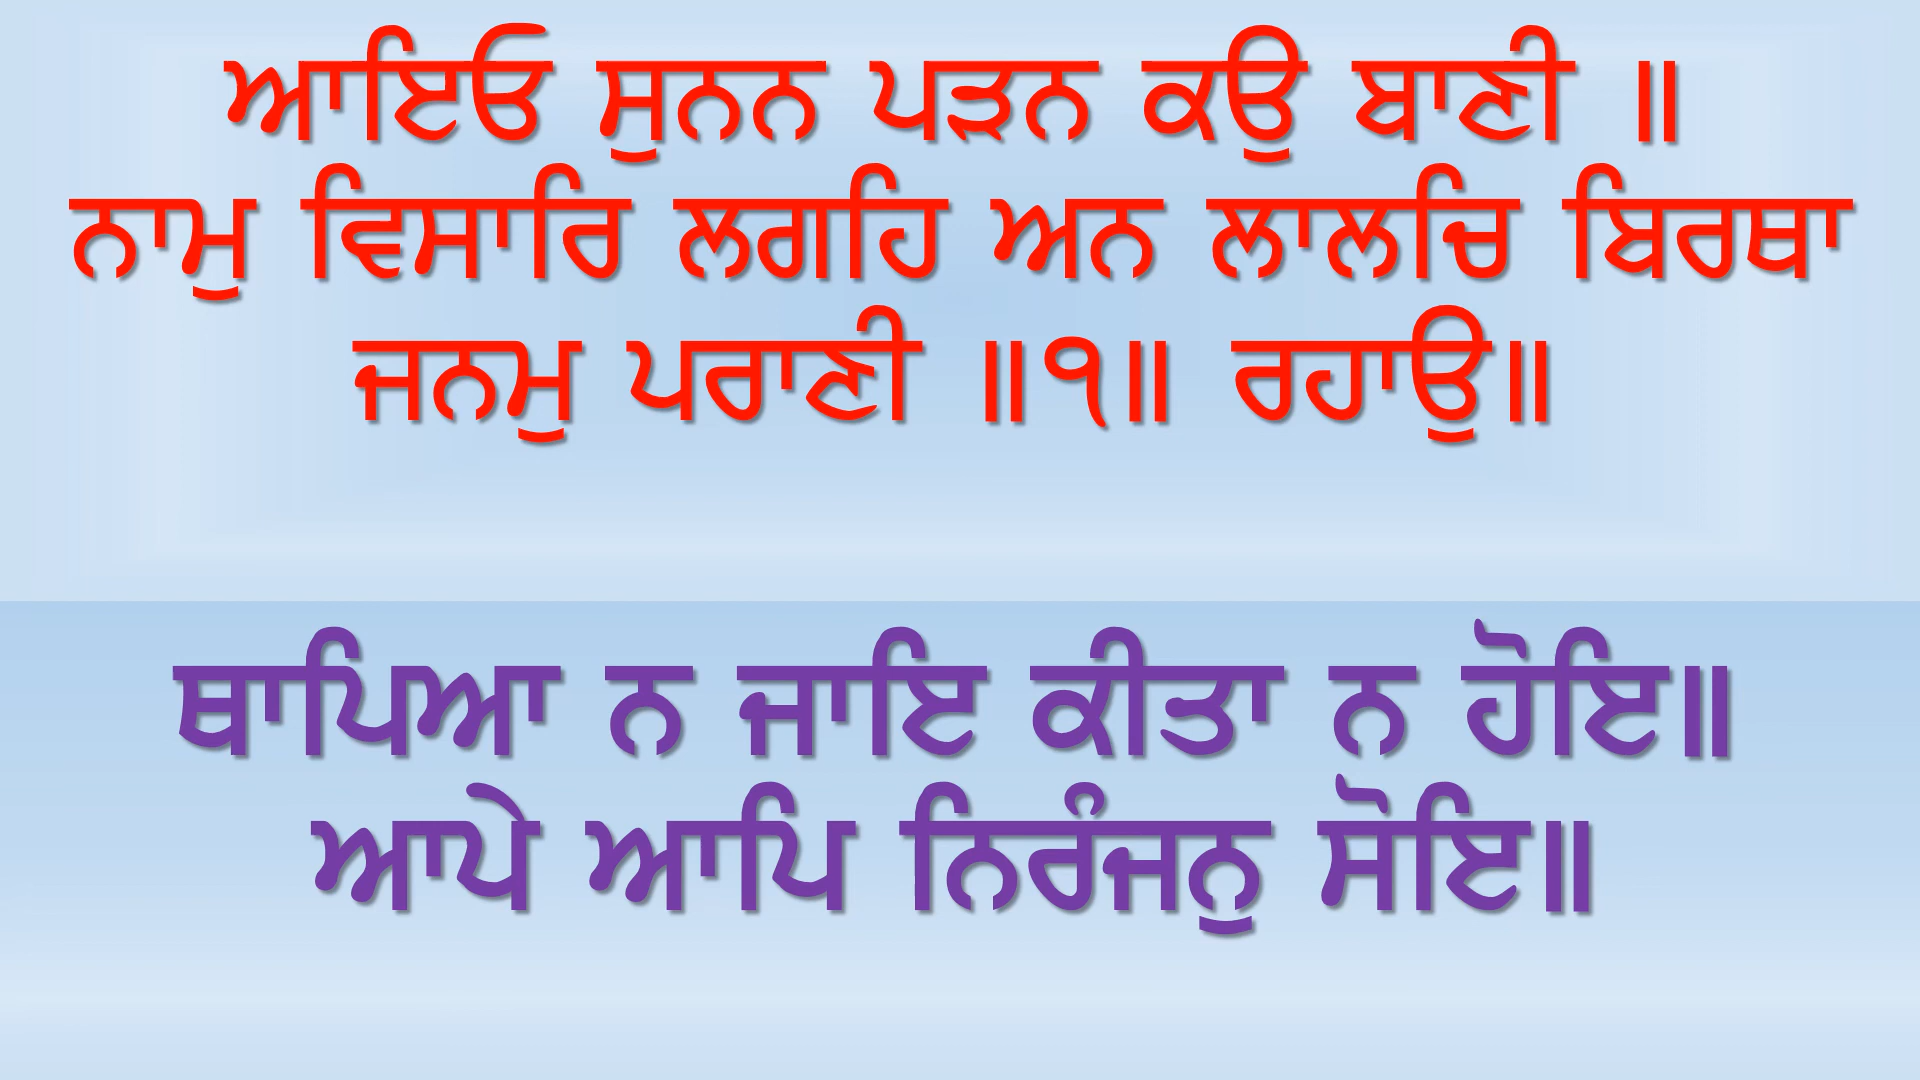 ਆਇਓ ਸੁਨਨ ਪੜਨ ਕਉ ਬਾਣੀ ॥
ਨਾਮੁ ਵਿਸਾਰਿ ਲਗਹਿ ਅਨ ਲਾਲਚਿ ਬਿਰਥਾ
ਜਨਮੁ ਪਰਾਣੀ ॥੧॥ ਰਹਾਉ॥
ਥਾਪਿਆ ਨ ਜਾਇ ਕੀਤਾ ਨ ਹੋਇ॥
ਆਪੇ ਆਪਿ ਨਿਰੰਜਨੁ ਸੋਇ॥